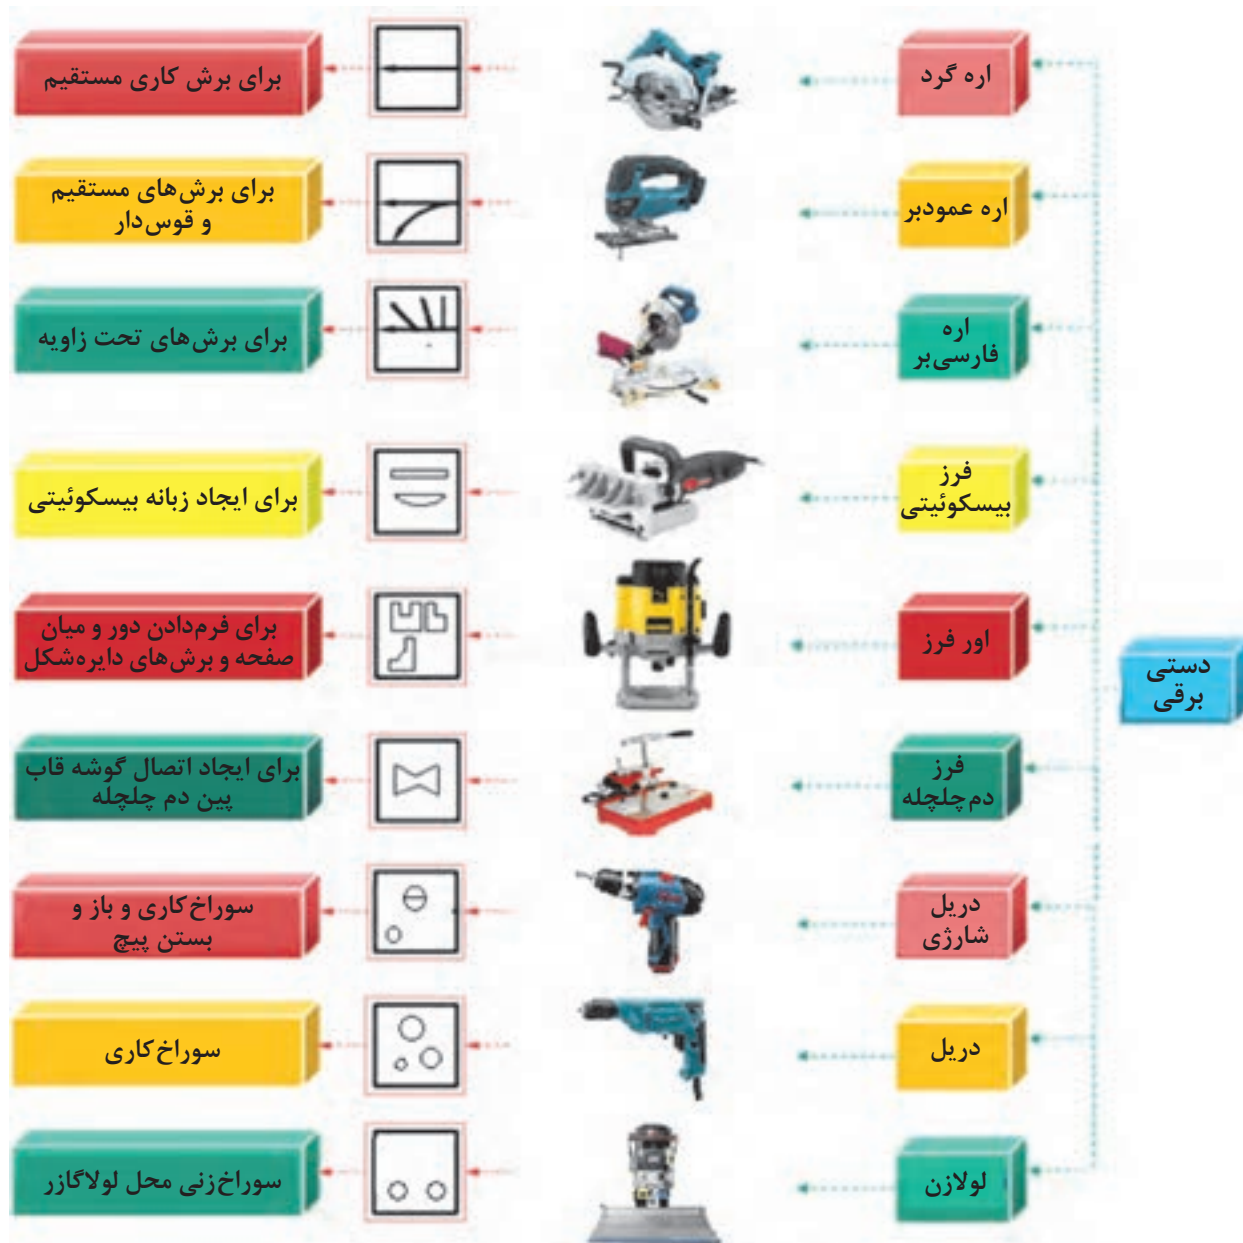 اره گرد
برای برش کاری مستقیم
اره عمودبر
برای برش‌های مستقیم
و قوس‌دار
اره
فارسی‌بر
برای برش‌های تحت زاویه
فرز
بیسکوئیتی
برای ایجاد زبانه بیسکوئیتی
اور فرز
برای فرم‌دادن دور و میان
صفحه و برش‌های دایره‌شکل
دستی
برقی
فرز
دم‌چلچله
برای ایجاد اتصال گوشه قاب
پین دم چلچله
دریل
شارژی
سوراخ‌کاری و باز و
بستن پیچ
دریل
سوراخ‌کاری
لولازن
سوراخ‌زنی محل لولاگازر